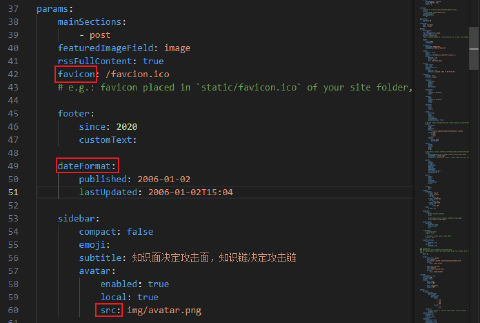 37 params:
38 mainSections:
39 - post
40 featuredImageField: image
41 rssFullContent: true
42 favicon: /favcion.ico
43 # e.g.: favicon placed in `static/favicon.ico` of your site folder,
44
45 footer:
46 since: 2020
47 customText:
48
49 dateFormat:
50 published: 2006-01-02
51 lastUpdated: 2006-01-02T15:04
52
53 sidebar:
54 compact: false
55 emoji:
56 subtitle: 知识面决定攻击面，知识链决定攻击链
57 avatar:
58 enabled: true
59 local: true
60 src: img/avatar.png